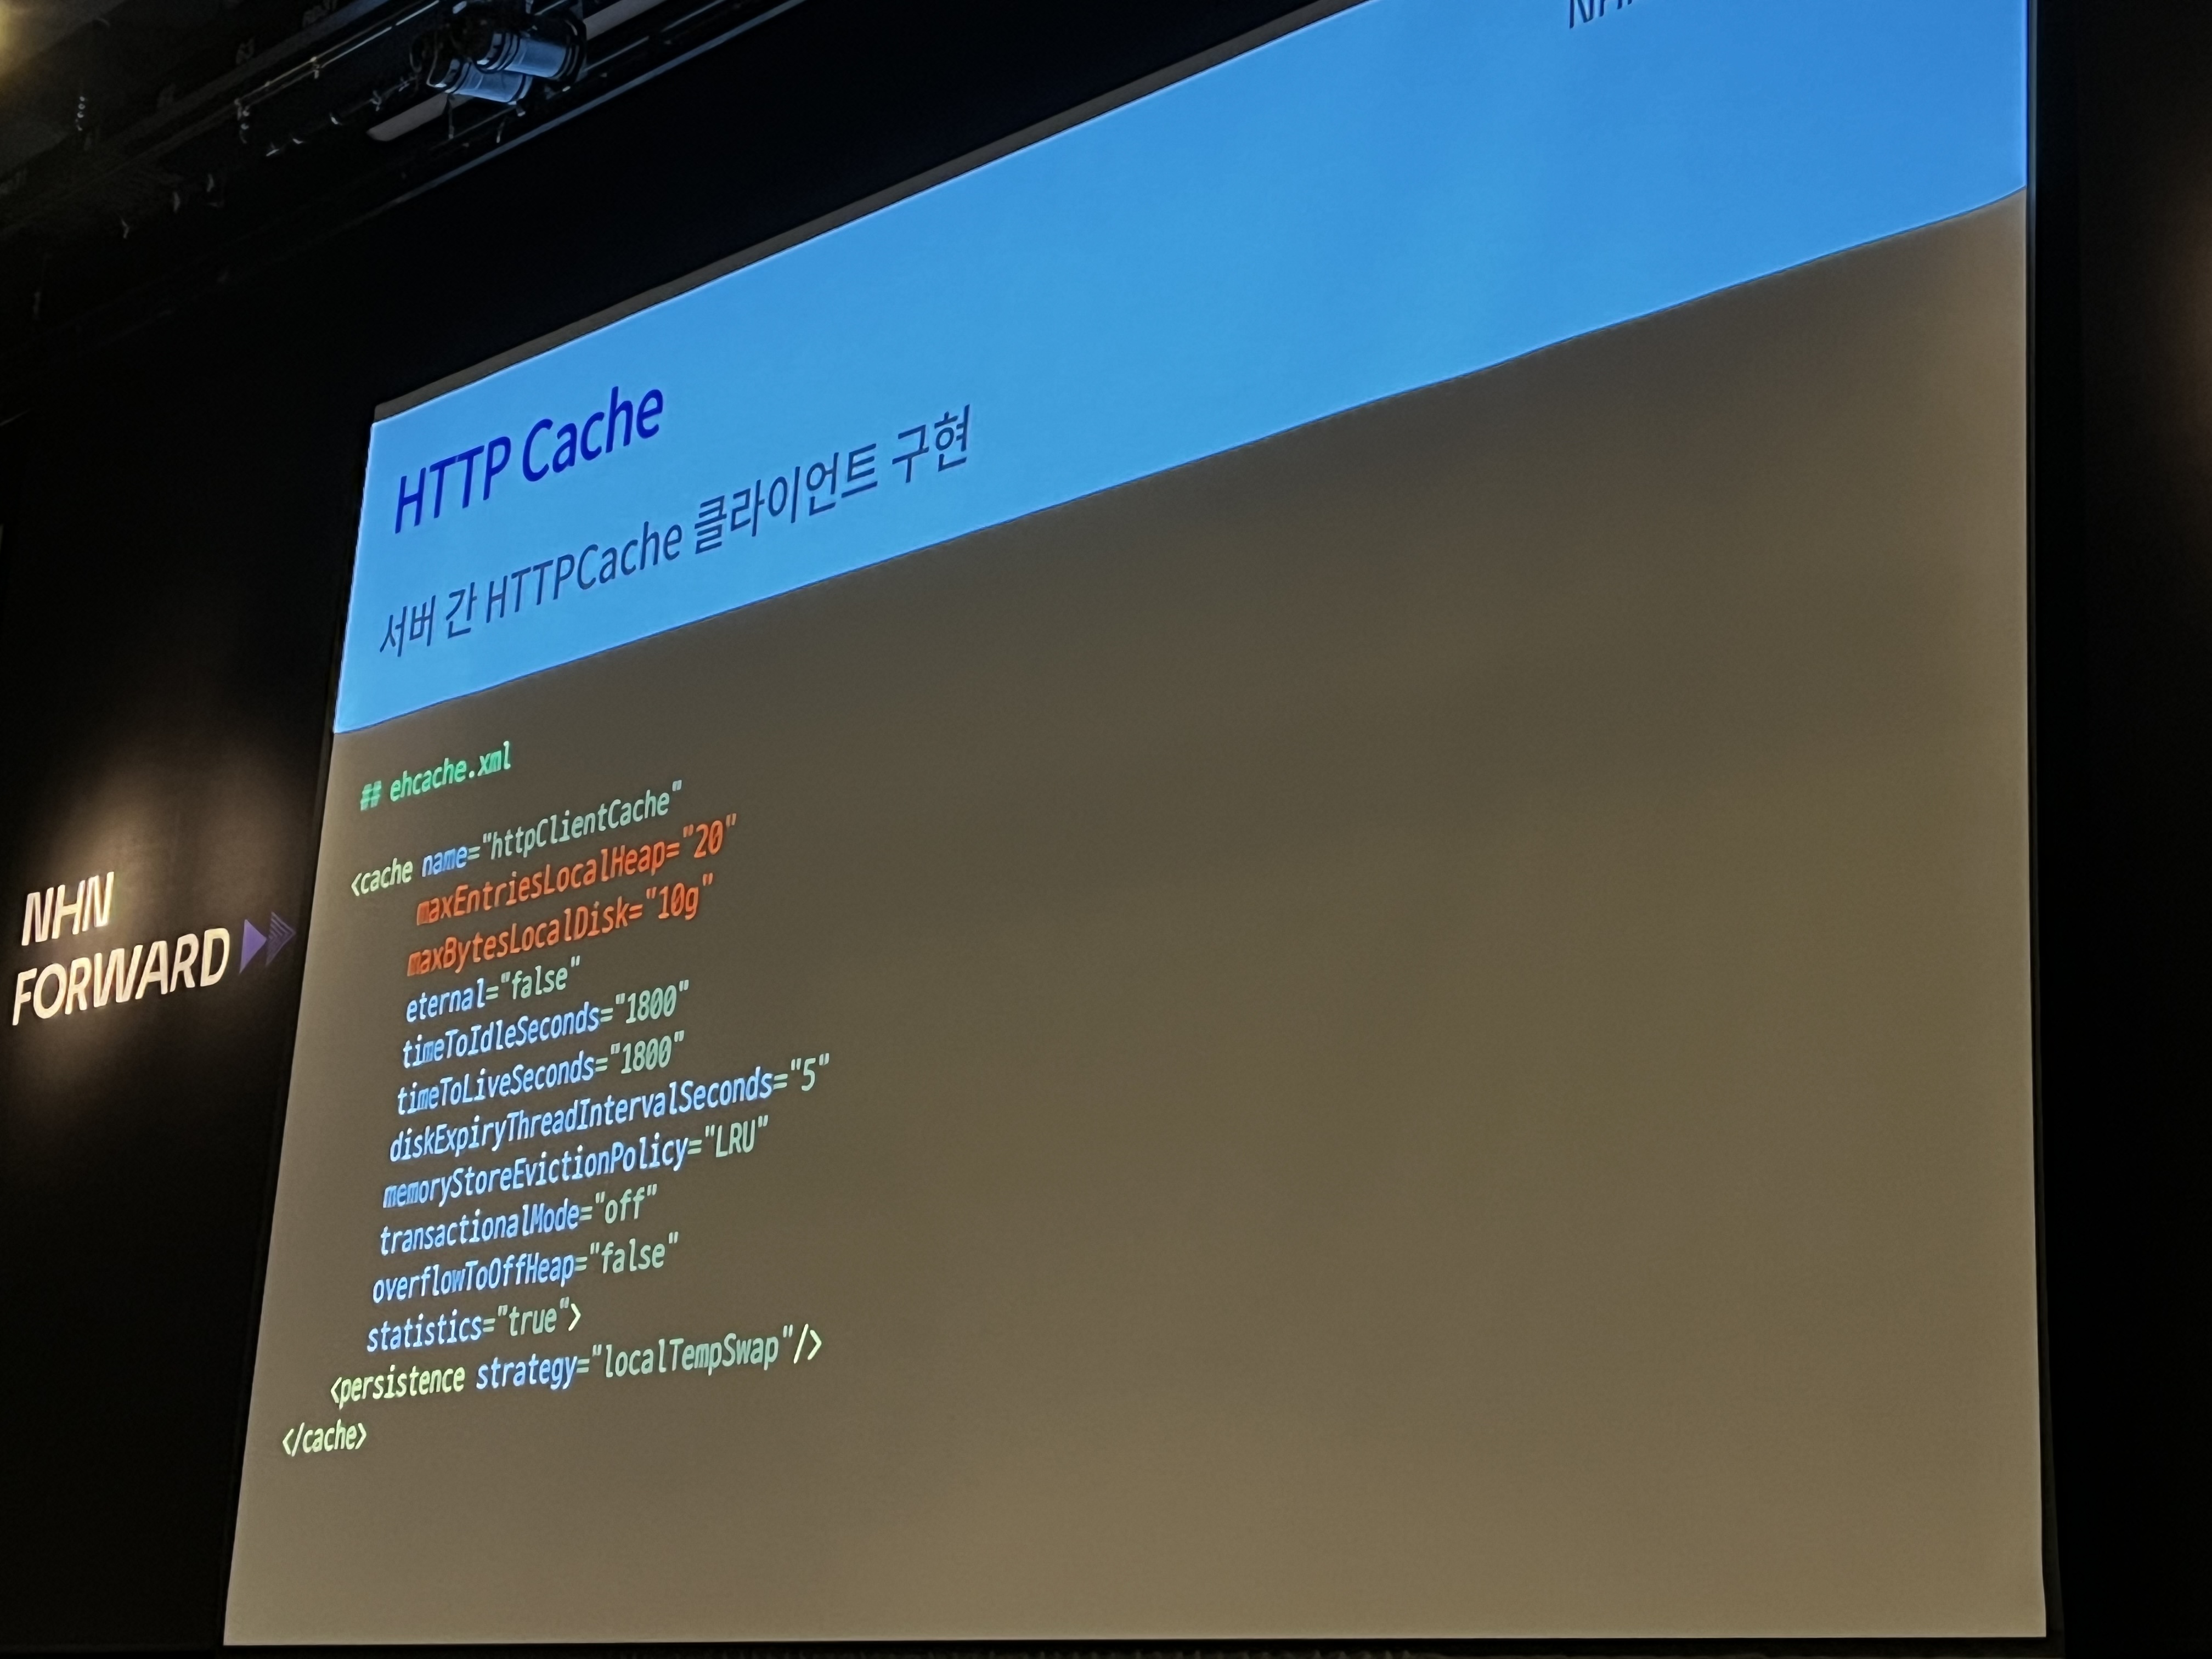 HTTP Cache
서버 간 HTTPCache 클라이언트 구현
## ehcache.xml
<cache name="httpClientCache"
maxEntriesLocalHeap="20"
maxBytesLocalDisk="10g"
eternal="false"
timeToIdleSeconds="1800"
timeToLiveSeconds="1800"
diskExpiryThreadIntervalSeconds="5"
memoryStoreEvictionPolicy="LRU"
transactionalMode="off"
overflowToOffHeap="false"
statistics="true">
<persistence strategy="localTempSwap"/>
</cache>
NHN
FORWARD